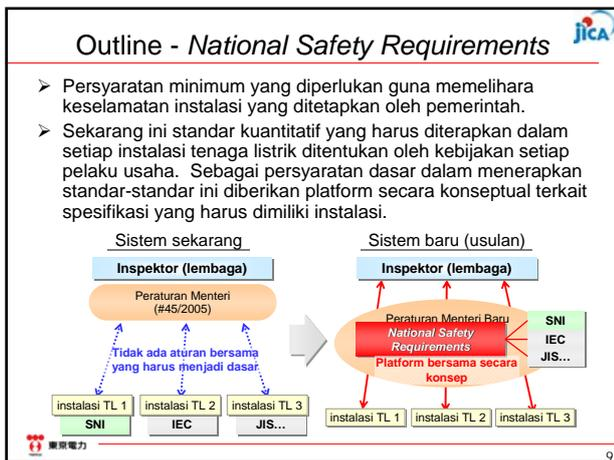 jICA
Outline - National Safety Requirements
➢ Persyaratan minimum yang diperlukan guna memelihara
keselamatan instalasi yang ditetapkan oleh pemerintah.
➢ Sekarang ini standar kuantitatif yang harus diterapkan dalam
setiap instalasi tenaga listrik ditentukan oleh kebijakan setiap
pelaku usaha. Sebagai persyaratan dasar dalam menerapkan
standar-standar ini diberikan platform secara konseptual terkait
spesifikasi yang harus dimiliki instalasi.
Sistem sekarang
Inspektor (lembaga)
Peraturan Menteri
(#45/2005)
Tidak ada aturan bersama
yang harus menjadi dasar
instalasi TL 1
SNI
instalasi TL 2
IEC
instalasi TL 3
JIS...
Sistem baru (usulan)
Inspektor (lembaga)
Peraturan Menteri Baru
National Safety
Requirements
Platform bersama secara
konsep
SNI
IEC
JIS...
instalasi TL 1
instalasi TL 2
instalasi TL 3
東京電力
9